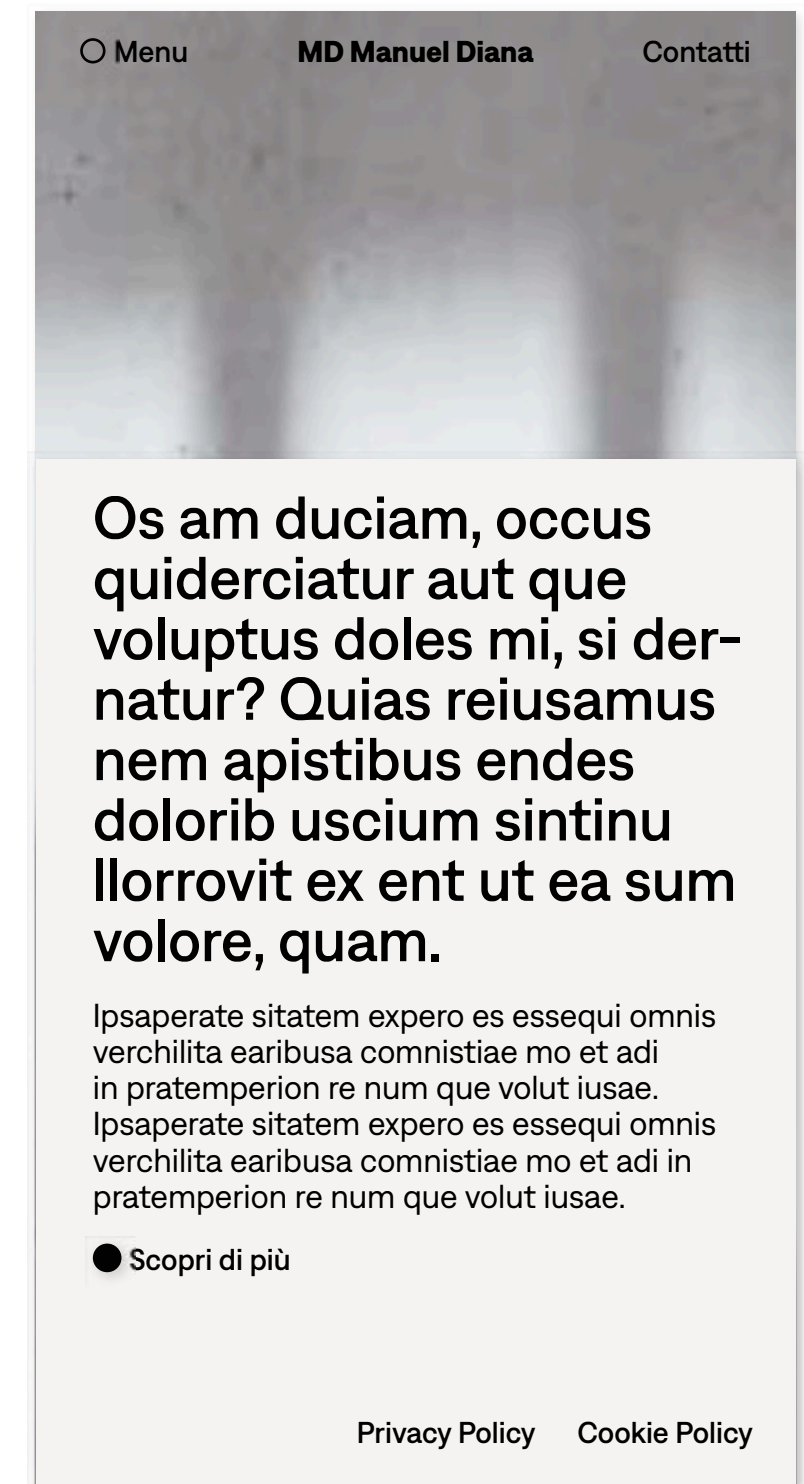 Menu MD Manuel Diana Contatti
Os am duciam, occus
quiderciatur aut que
voluptus doles mi, si der-
natur? Quias reiusamus
nem apistibus endes
dolorib uscium sintinu
llorrovit ex ent ut ea sum
volore, quam.
Ipsaperate sitatem expero es essequi omnis
verchilita earibusa comnistiae mo et adi
in pratemperion re num que volut iusae.
Ipsaperate sitatem expero es essequi omnis
verchilita earibusa comnistiae mo et adi in
pratemperion re num que volut iusae.
Scopri di più
Privacy Policy Cookie Policy